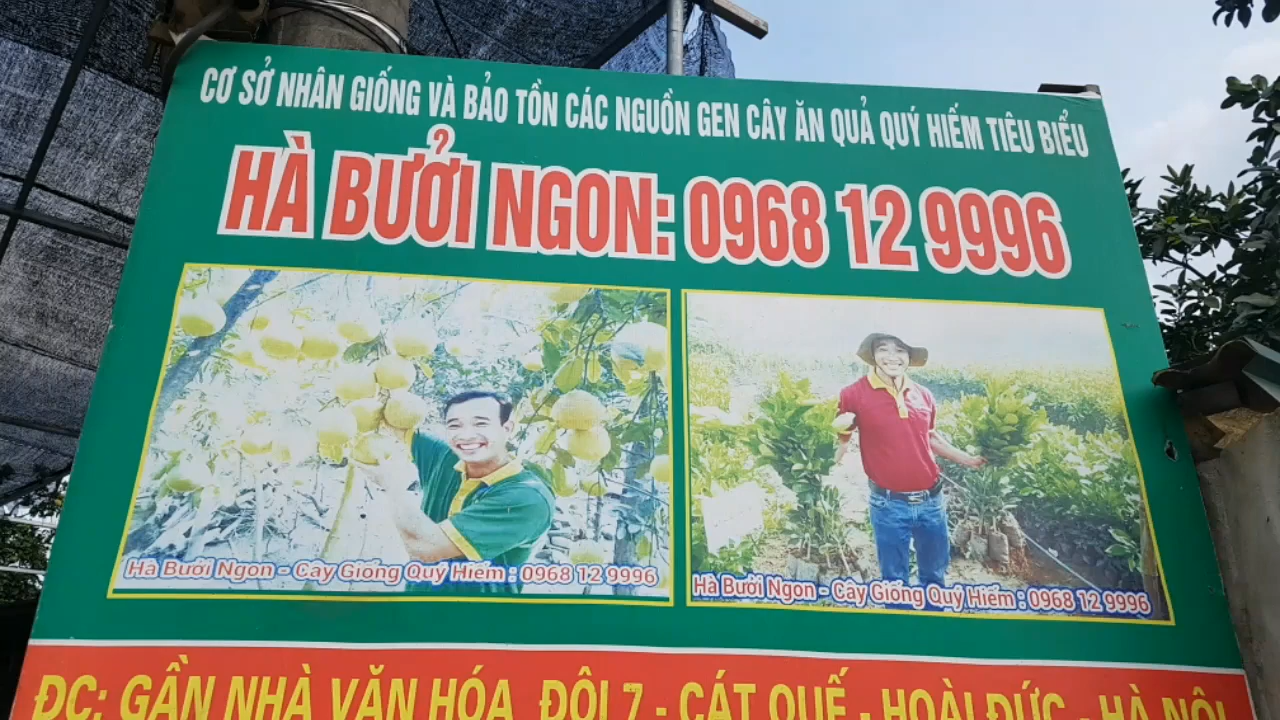 CƠ SỞ NHÂN GIỐNG VÀ BẢO TỒN CÁC NGUỒN GEN CÂY ĂN QUẢ QUÝ HIẾM TIÊU BIỂU
HÀ BƯỞI NGON: 0968 12 9996
Hà Bưởi Ngon - Cây Giống Quý Hiếm : 0968 12 9996
Hà Bưởi Ngon - Cây Giống Quý Hiếm : 0968 12 9996
ĐC: GẦN NHÀ VĂN HÓA ĐỘI 7 - CÁT QUẾ - HOÀI ĐỨC - HÀ NỘI